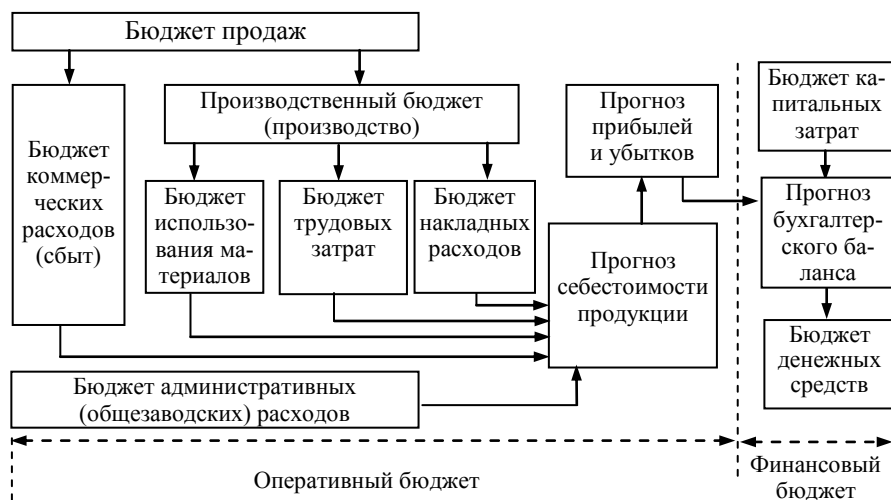 Бюджет продаж
Бюджет
коммер-
ческих
расходов
(сбыт)
Производственный бюджет
(производство)
Бюджет
использо-
вания ма-
териалов
Бюджет
трудовых
затрат
Бюджет
накладных
расходов
Прогноз
прибылей
и убытков
Прогноз
себестоимости
продукции
Бюджет административных
(общезаводских) расходов
Бюджет ка-
питальных
затрат
Прогноз
бухгалтер-
ского ба-
ланса
Бюджет
денежных
средств
Оперативный бюджет
Финансовый
бюджет